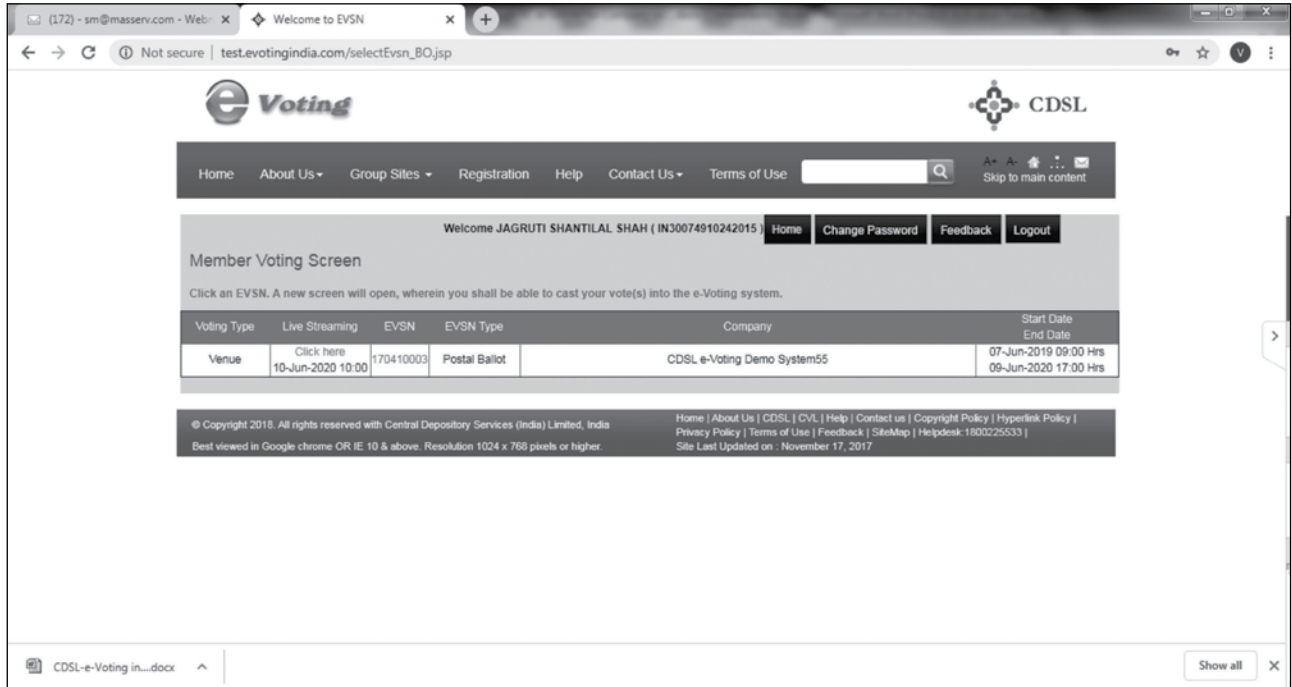 (172) - sm@masserv.com - Webm
Welcome to EVSN
Not secure | test.evotingindia.com/selectEvsn_BO.jsp
V
e Voting
CDSL
Home About Us Group Sites Registration Help Contact Us Terms of Use
A+ A-
Skip to main content
Welcome JAGRUTI SHANTILAL SHAH ( IN30074910242015 ) Home Change Password Feedback Logout
Member Voting Screen
Click an EVSN. A new screen will open, wherein you shall be able to cast your vote(s) into the e-Voting system.
Voting Type Live Streaming EVSN EVSN Type Company Start Date
End Date
Venue Click here 170410003 Postal Ballot CDSL e-Voting Demo System55 07-Jun-2019 09:00 Hrs
10-Jun-2020 10:00 09-Jun-2020 17:00 Hrs
© Copyright 2018. All rights reserved with Central Depository Services (India) Limited, India
Best viewed in Google chrome OR IE 10 & above. Resolution 1024 x 768 pixels or higher.
Home | About Us | CDSL | CVL | Help | Contact us | Copyright Policy | Hyperlink Policy |
Privacy Policy | Terms of Use | Feedback | SiteMap | Helpdesk:1800225533 |
Site Last Updated on : November 17, 2017
CDSL-e-Voting in....docx
Show all